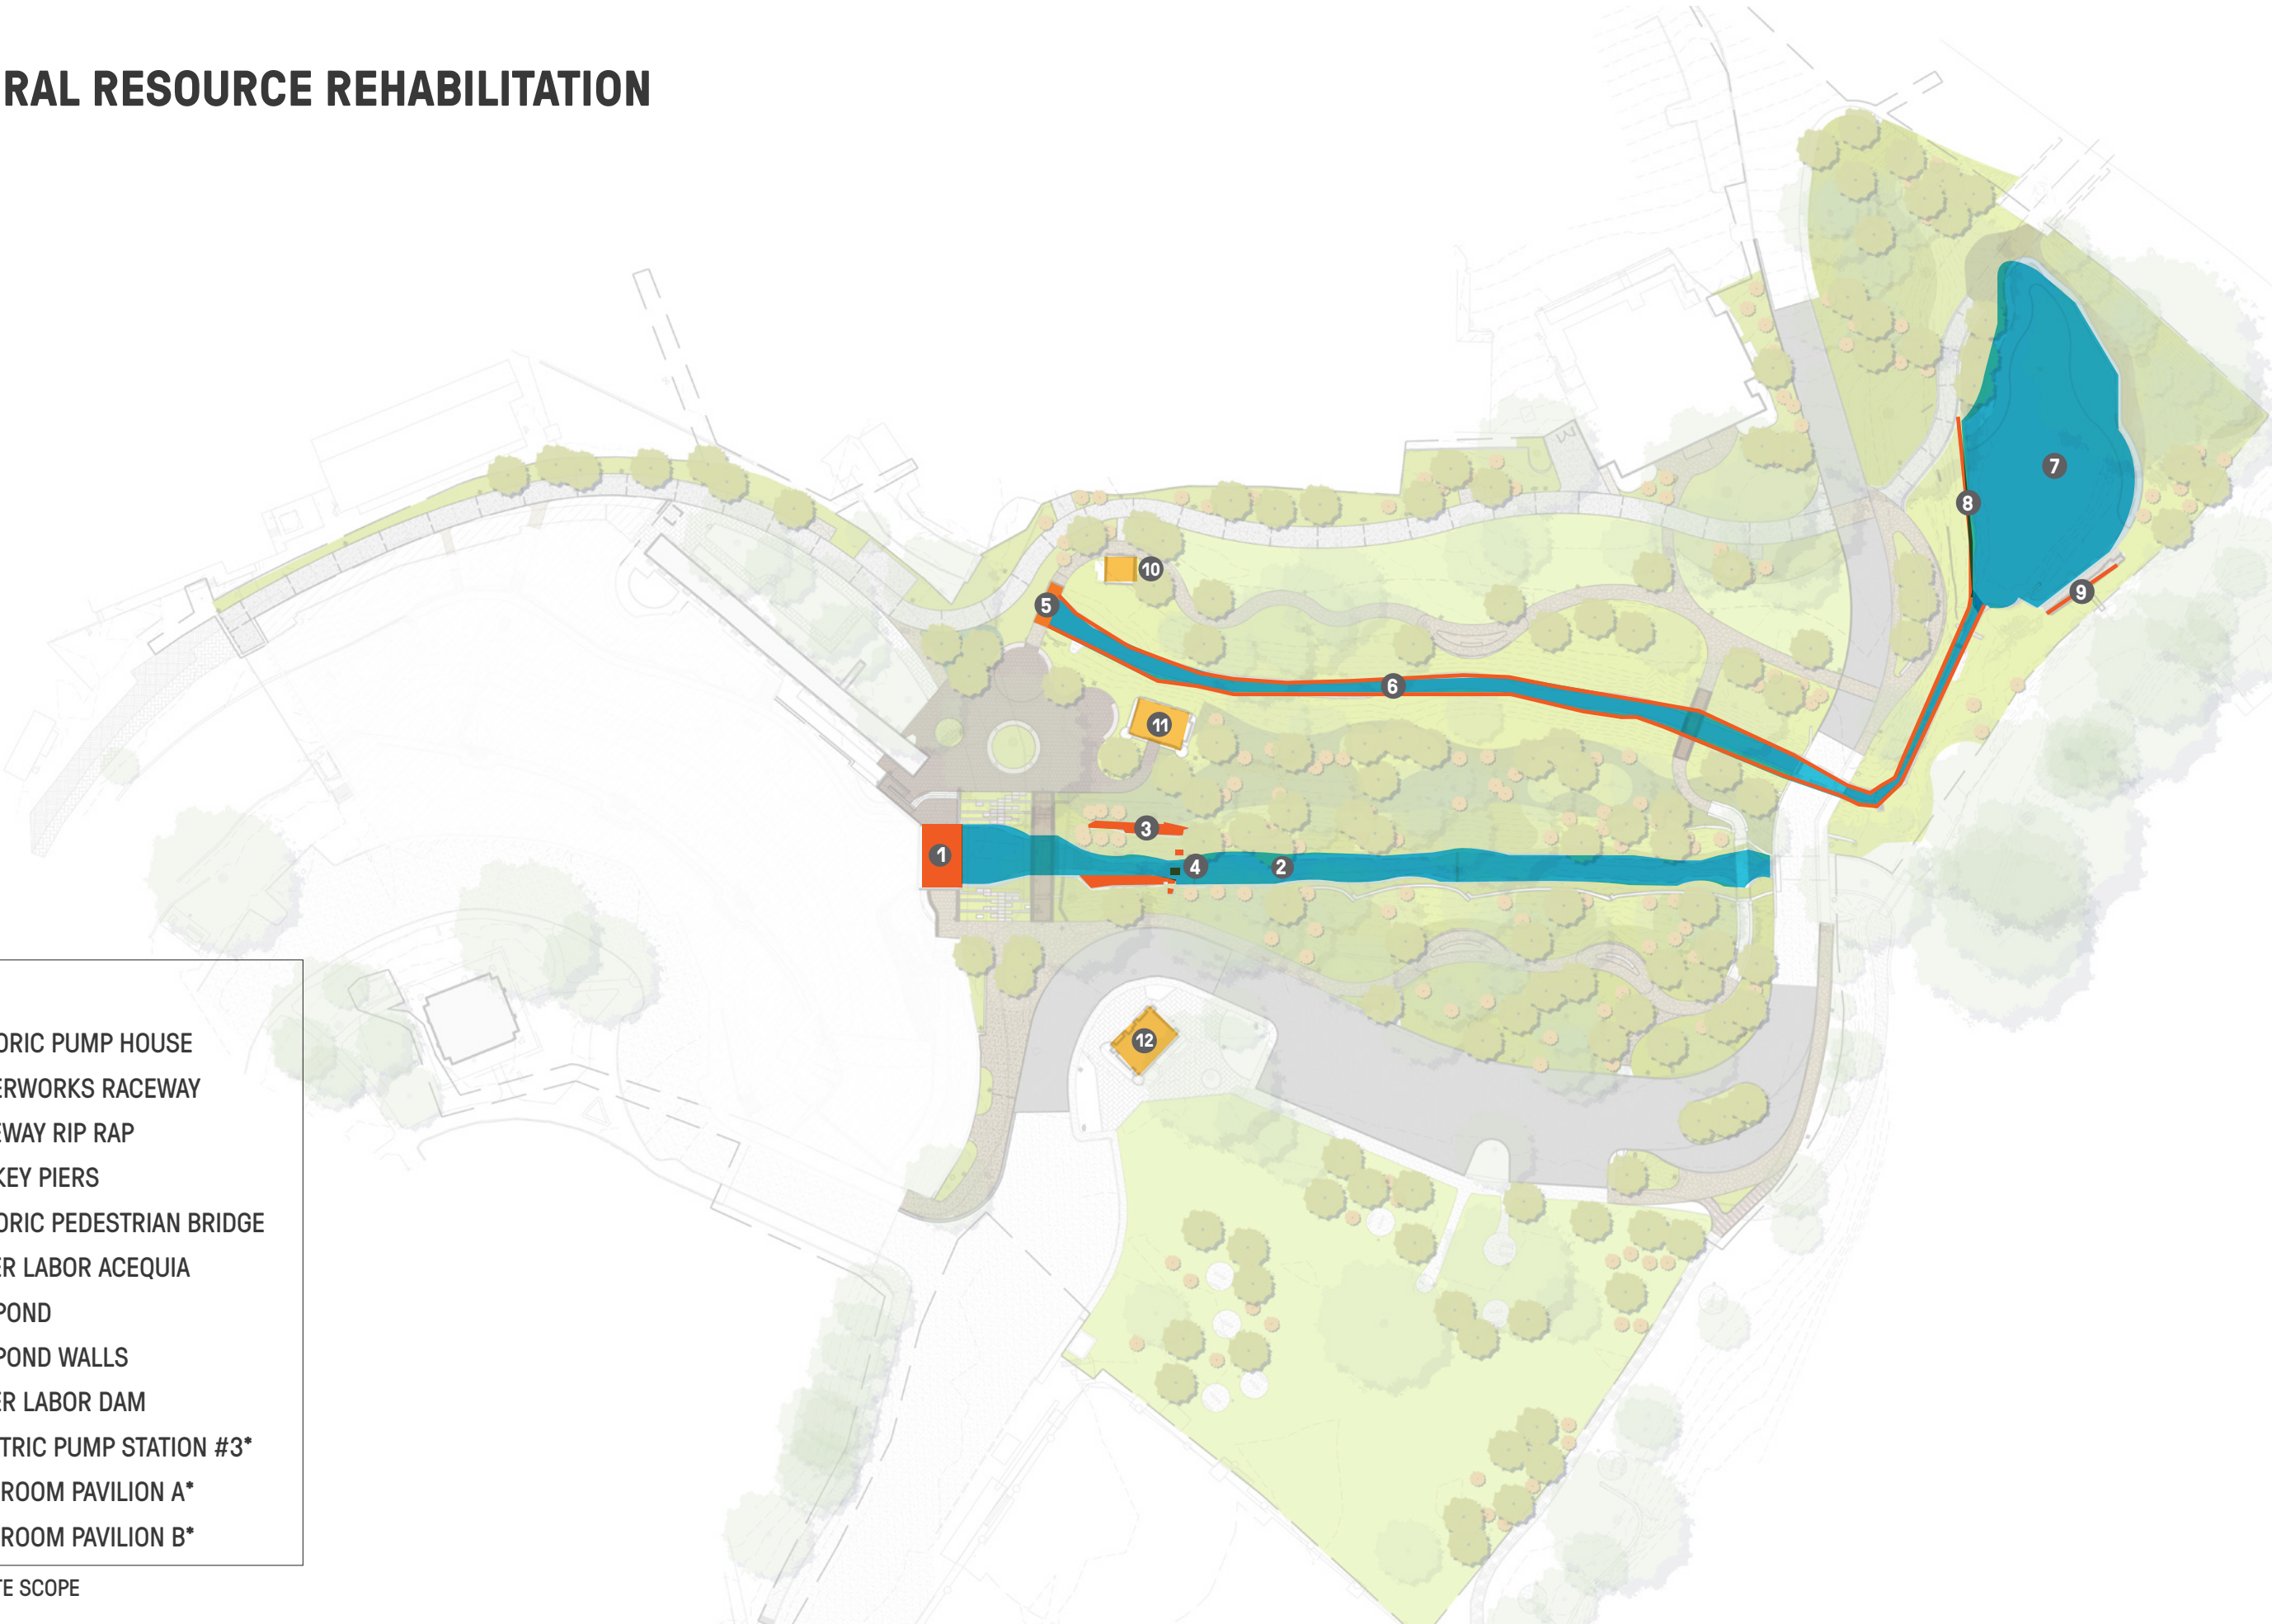 RAL RESOURCE REHABILITATION
7
8
9
10
5
6
11
3
1
4
2
12
ORIC PUMP HOUSE
ERWORKS RACEWAY
EWAY RIP RAP
KEY PIERS
ORIC PEDESTRIAN BRIDGE
ER LABOR ACEQUIA
POND
POND WALLS
ER LABOR DAM
TRIC PUMP STATION #3*
ROOM PAVILION A*
ROOM PAVILION B*
TE SCOPE